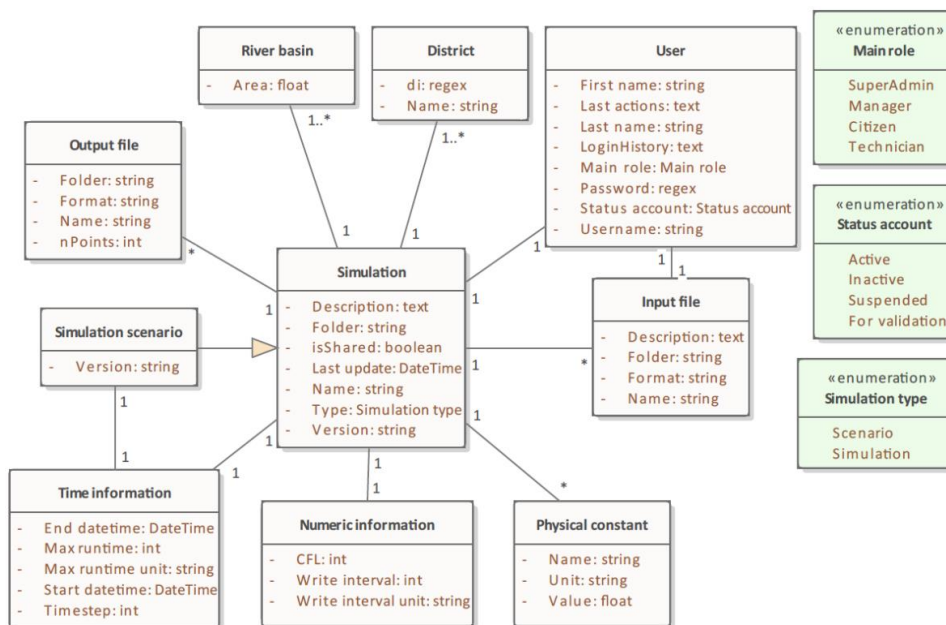 River basin
- Area: float
1..*
District
- di: regex
- Name: string
1..*
User
- First name: string
- Last actions: text
- Last name: string
- LoginHistory: text
- Main role: Main role
- Password: regex
- Status account: Status account
- Username: string
«enumeration»
Main role
SuperAdmin
Manager
Citizen
Technician
Output file
- Folder: string
- Format: string
- Name: string
- nPoints: int
*
1
1
1
1
1
1
1
«enumeration»
Status account
Active
Inactive
Suspended
For validation
Simulation
- Description: text
- Folder: string
- isShared: boolean
- Last update: DateTime
- Name: string
- Type: Simulation type
- Version: string
Input file
- Description: text
- Folder: string
- Format: string
- Name: string
Simulation scenario
- Version: string
1
*
1
1
1
1
1
1
«enumeration»
Simulation type
Scenario
Simulation
Time information
- End datetime: DateTime
- Max runtime: int
- Max runtime unit: string
- Start datetime: DateTime
- Timestep: int
1
Numeric information
- CFL: int
- Write interval: int
- Write interval unit: string
*
Physical constant
- Name: string
- Unit: string
- Value: float